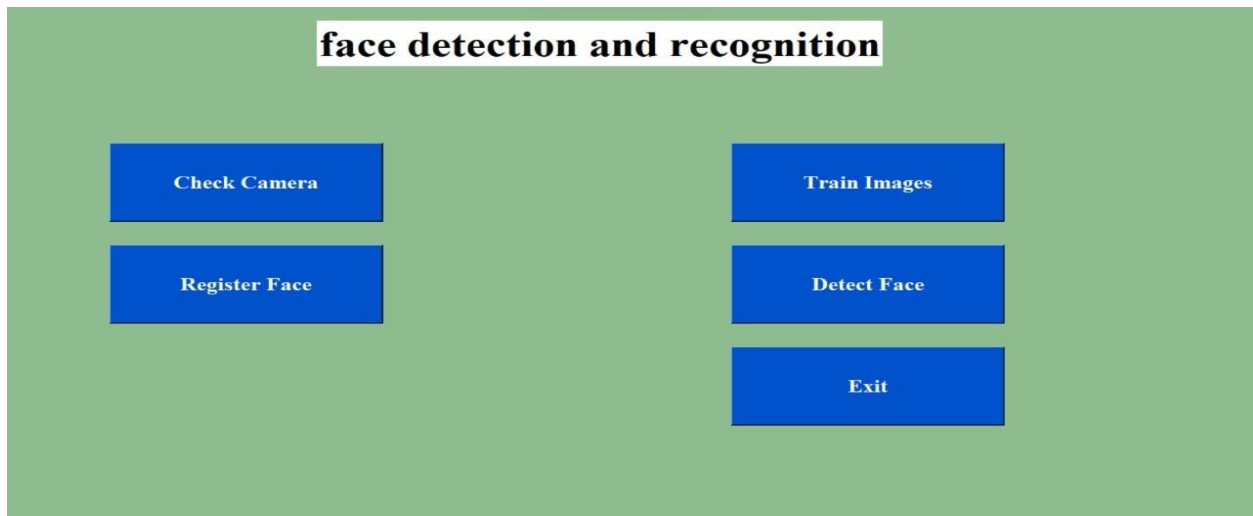 face detection and recognition
Check Camera
Train Images
Register Face
Detect Face
Exit